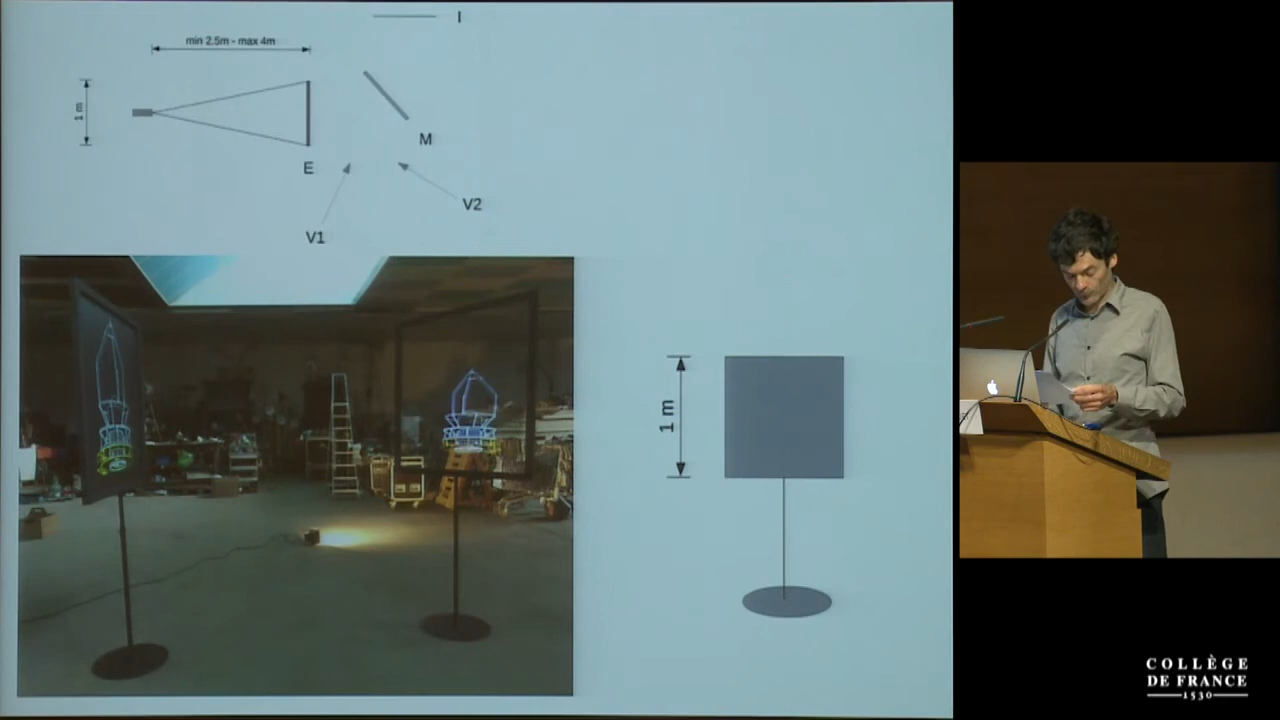 I
min 2.5m - max 4m
1 m
M
E
V2
V1
1 m
COLLÈGE
DE FRANCE
1530